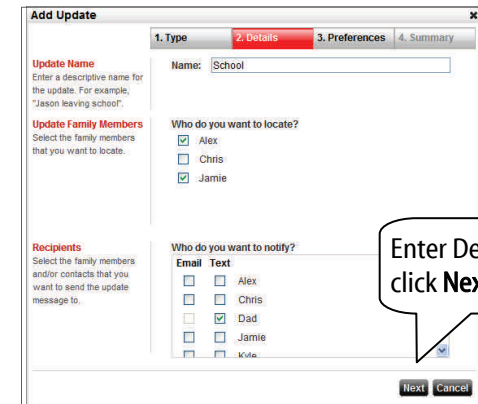 Add Update
1. Type 2. Details 3. Preferences 4. Summary
Update Name
Enter a descriptive name for
the update. For example,
"Jason leaving school".
Name: School
Update Family Members
Select the family members
that you want to locate.
Who do you want to locate?
Alex
Chris
Jamie
Recipients
Select the family members
and/or contacts that you
want to send the update
message to.
Who do you want to notify?
Email Text
Alex
Chris
Dad
Jamie
Kyle
Enter De
click Nex
Next Cancel